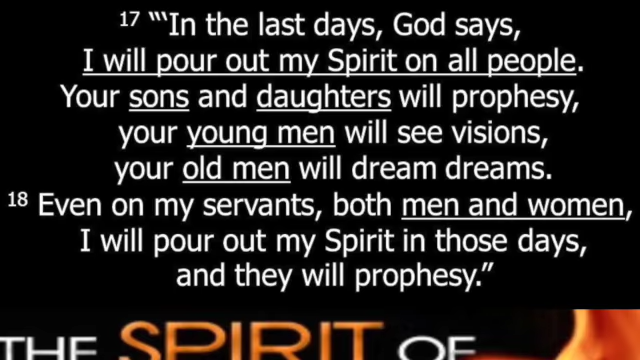 17 “‘In the last days, God says,
I will pour out my Spirit on all people.
Your sons and daughters will prophesy,
your young men will see visions,
your old men will dream dreams.
18 Even on my servants, both men and women,
I will pour out my Spirit in those days,
and they will prophesy.”
THE SPIRIT OF